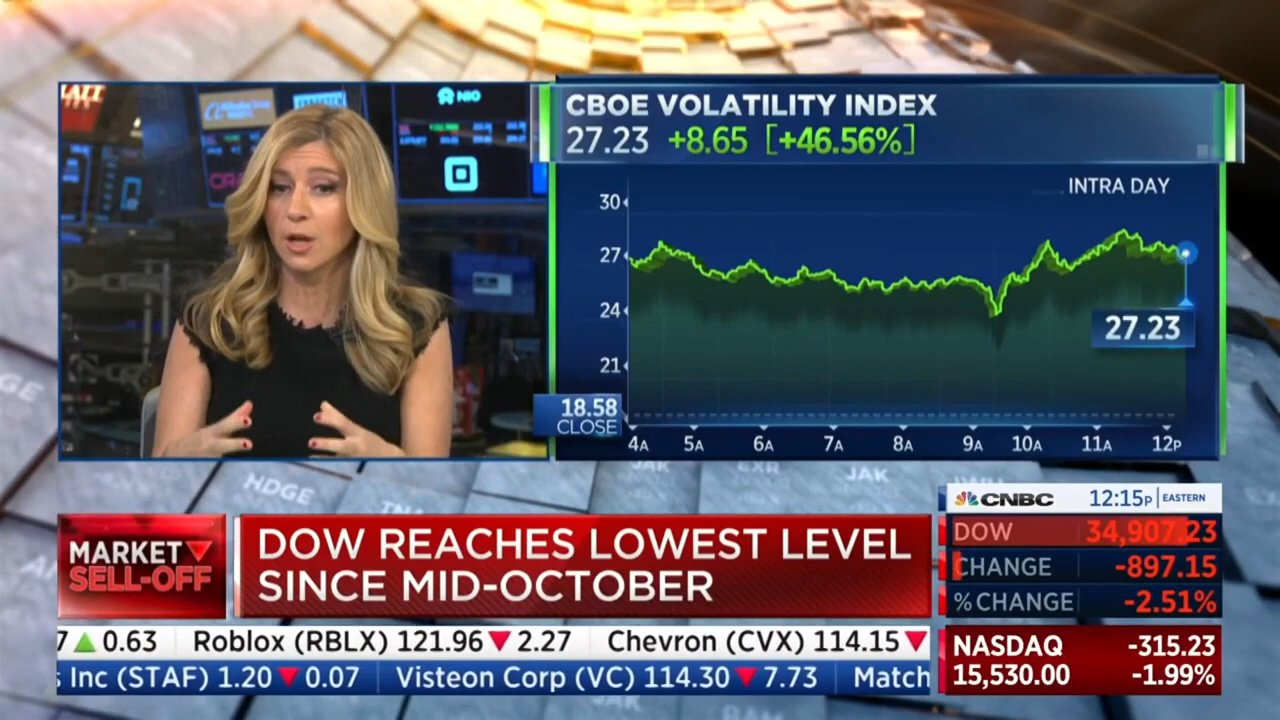 NIO
CBOE VOLATILITY INDEX
27.23 +8.65 [+46.56%]
INTRA DAY
30
27
24
21
27.23
18.58
CLOSE
4A 5A 6A 7A 8A 9A 10A 11A 12P
JAK EXR JAK
HDGE
MARKET
SELL-OFF
DOW REACHES LOWEST LEVEL
SINCE MID-OCTOBER
CNBC 12:15P EASTERN
DOW 34,907.23
CHANGE -897.15
% CHANGE -2.51%
NASDAQ -315.23
15,530.00 -1.99%
7 ▲ 0.63 Roblox (RBLX) 121.96 ▼ 2.27 Chevron (CVX) 114.15 ▼
Inc (STAF) 1.20 ▼ 0.07 Visteon Corp (VC) 114.30 ▼ 7.73 Match